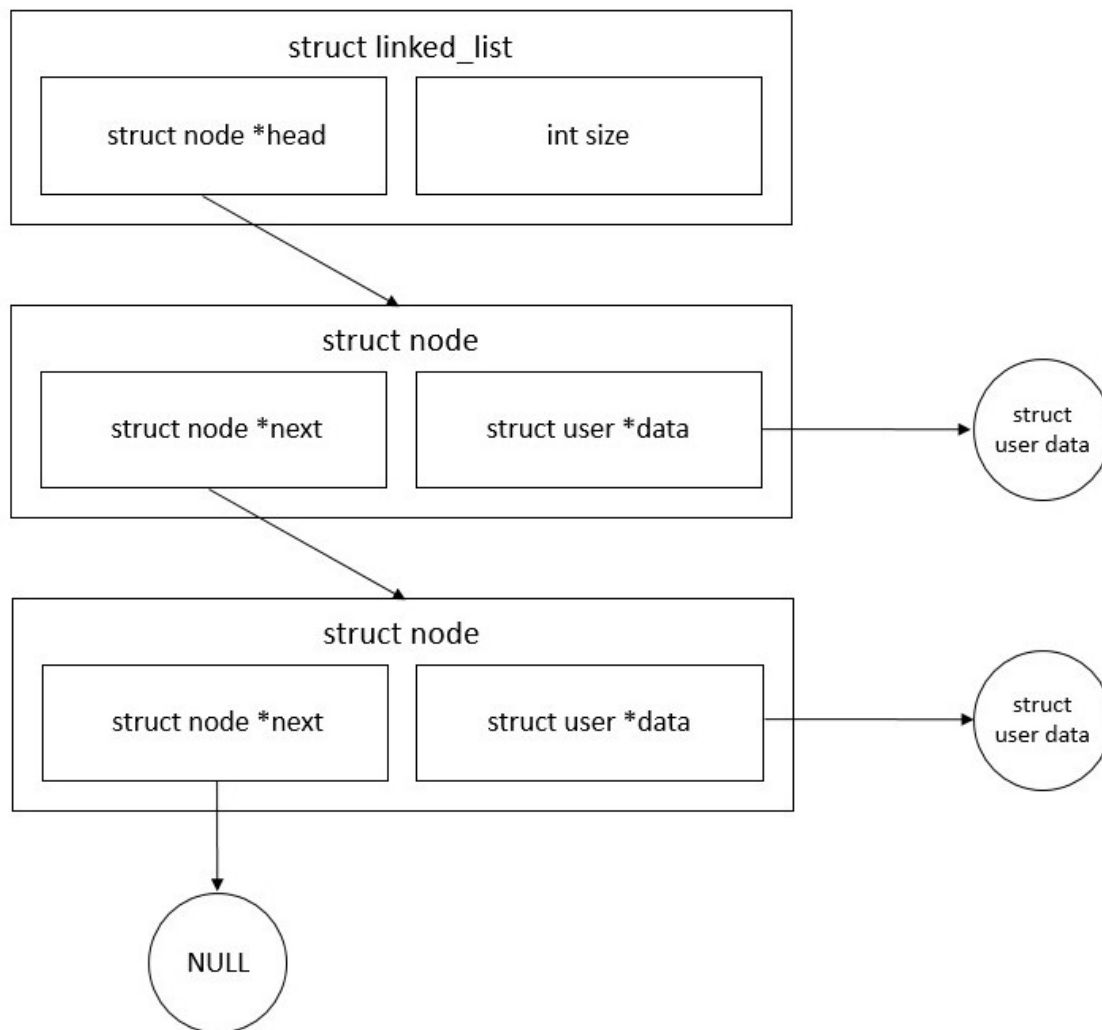 struct linked_list
struct node *head
int size
struct node
struct node *next
struct user *data
struct
user data
struct node
struct node *next
struct user *data
struct
user data
NULL